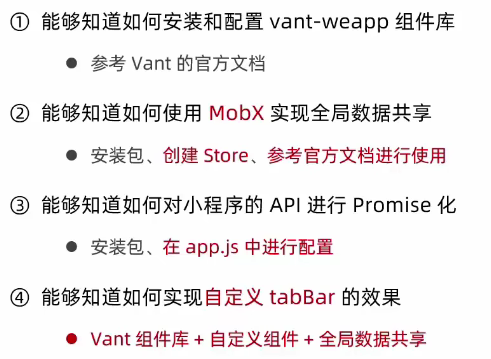 ① 能够知道如何安装和配置 vant-weapp 组件库
● 参考 Vant 的官方文档
② 能够知道如何使用 MobX 实现全局数据共享
● 安装包、创建 Store、参考官方文档进行使用
③ 能够知道如何对小程序的 API 进行 Promise 化
● 安装包、在 app.js 中进行配置
④ 能够知道如何实现自定义 tabBar 的效果
● Vant 组件库 + 自定义组件 + 全局数据共享